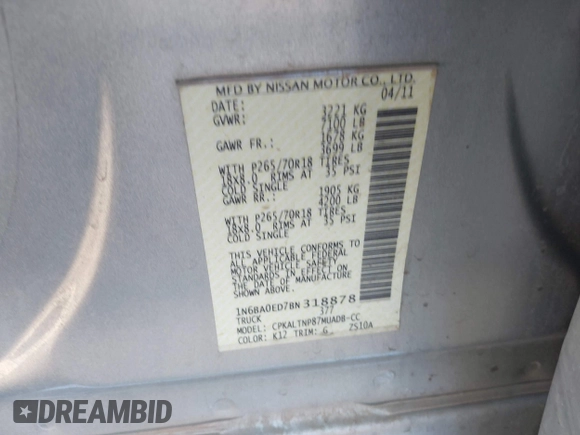 MFD BY NISSAN MOTOR CO., LTD.
DATE: 04/11
GVWR: 3221 KG
7100 LB
GAWR FR.: 1678 KG
3699 LB
WITH P265/70R18 TIRES
18X8.0 RIMS AT 35 PSI
COLD SINGLE
GAWR RR.: 1905 KG
4200 LB
WITH P265/70R18 TIRES
18X8.0 RIMS AT 35 PSI
COLD SINGLE
THIS VEHICLE CONFORMS TO
ALL APPLICABLE FEDERAL
MOTOR VEHICLE SAFETY
STANDARDS IN EFFECT ON
THE DATE OF MANUFACTURE
SHOWN ABOVE.
1N6BA0ED7BN318878
TRUCK 177
MODEL: CPKALTNP87MUADB-CC
COLOR: K12 TRIM: G ZS10A
DREAMBID